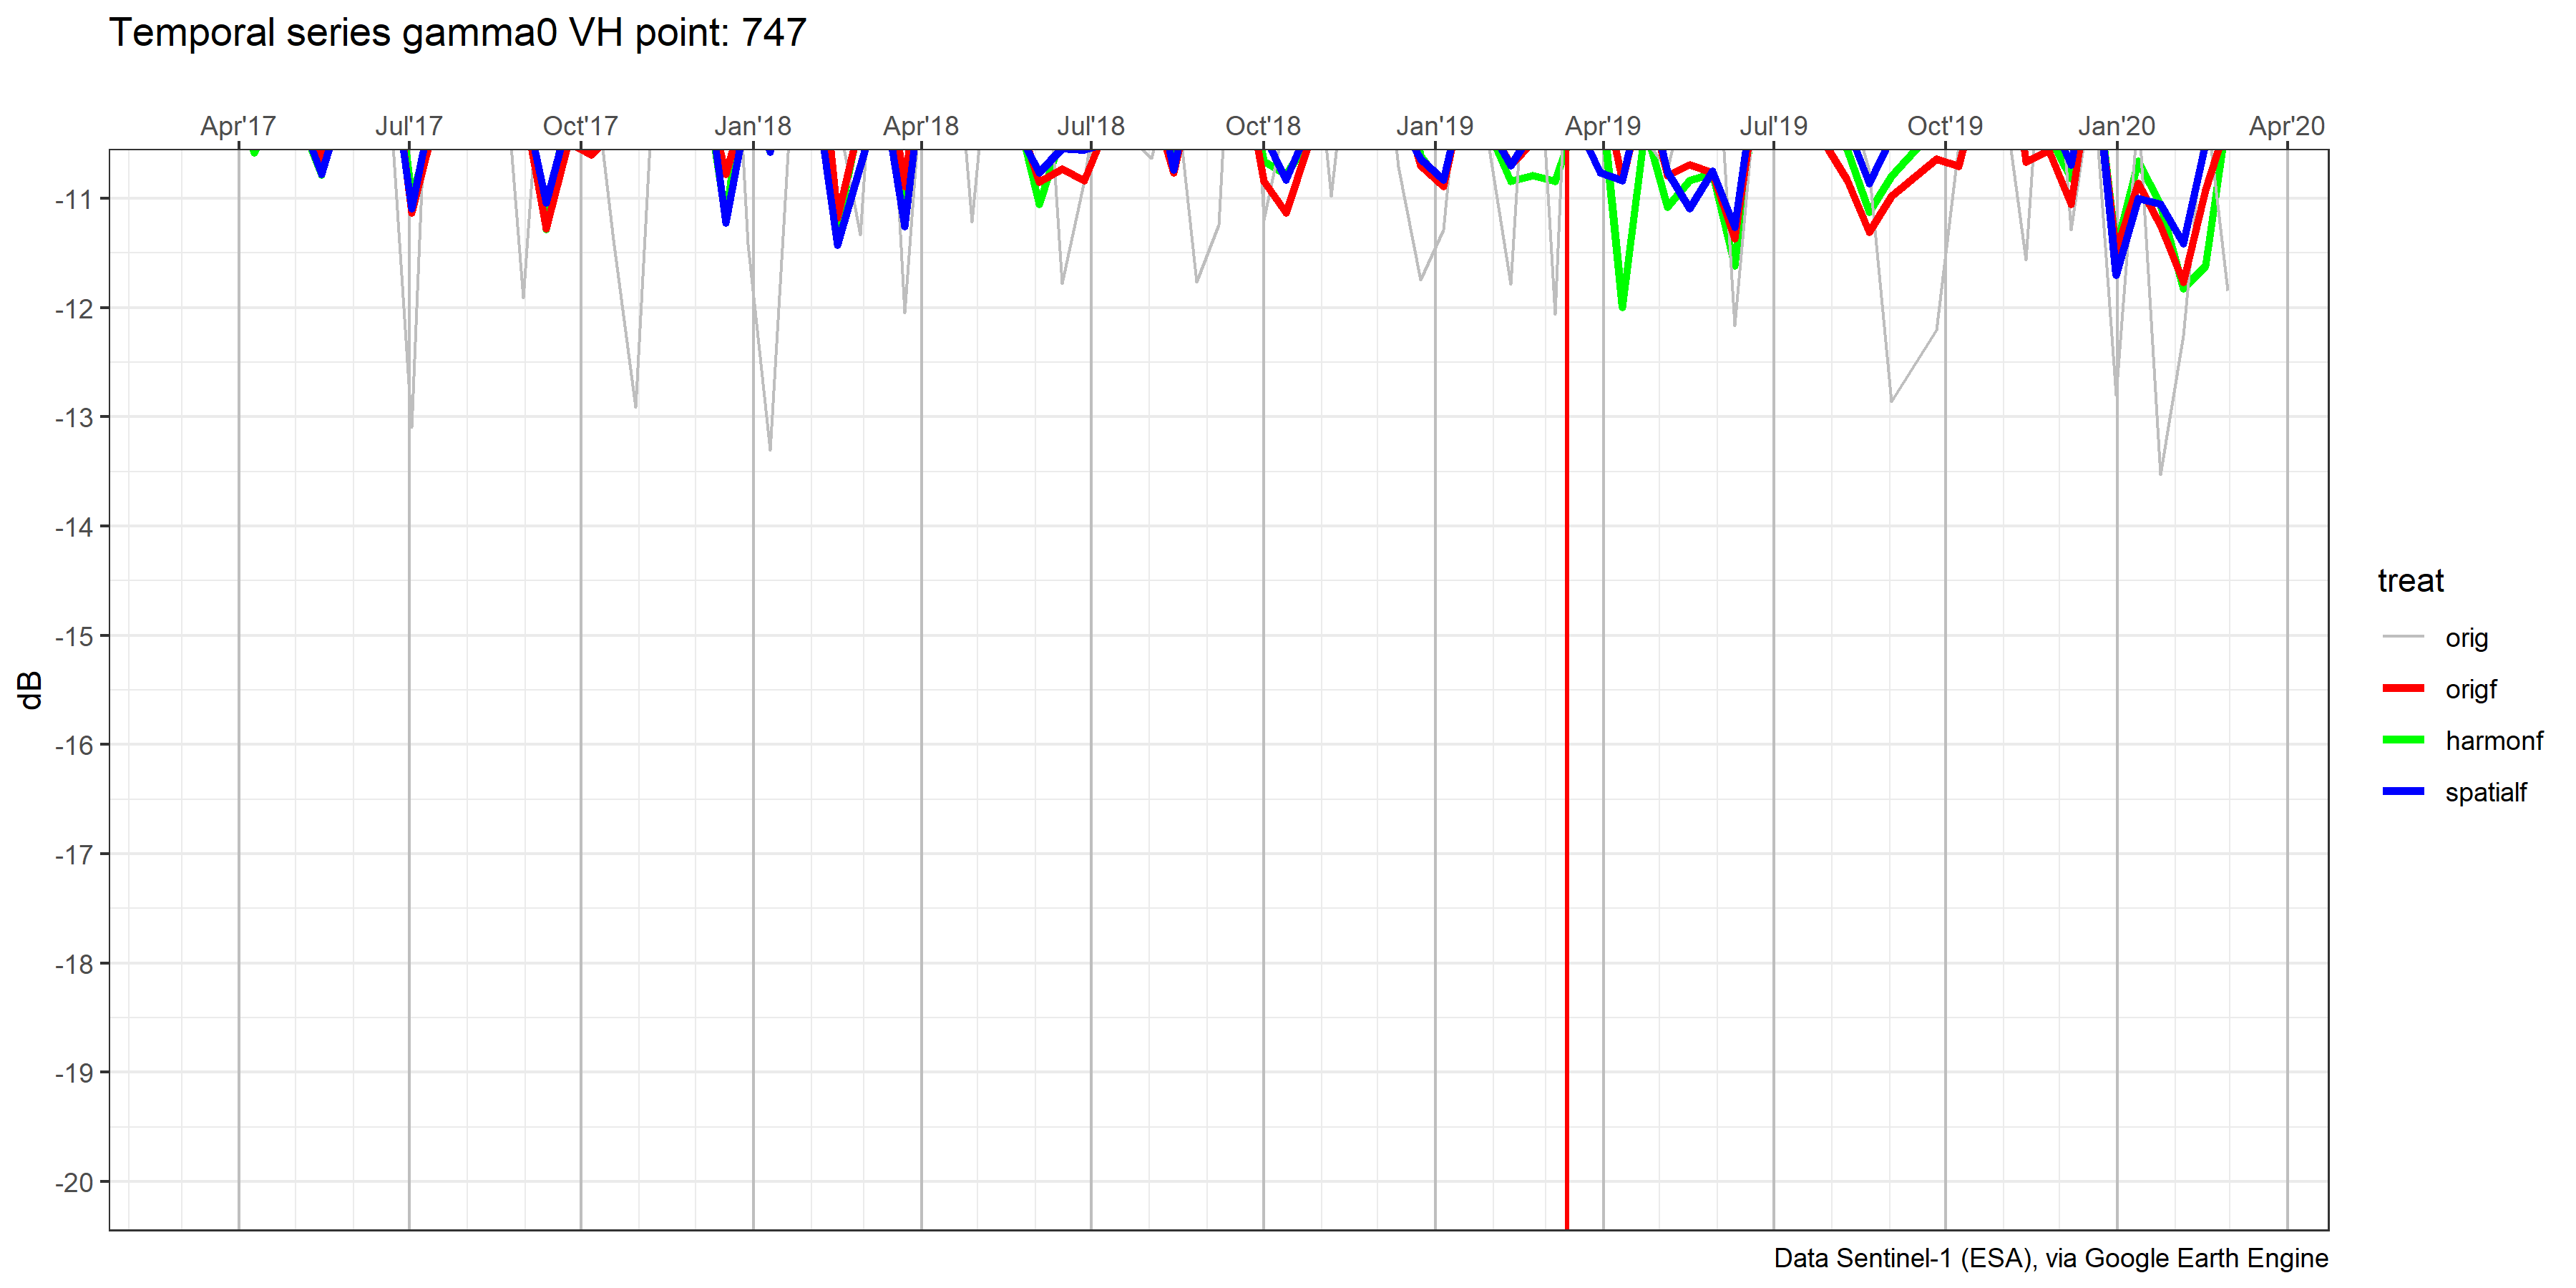 Temporal series gamma0 VH point: 747
Apr'17 Jul'17 Oct'17 Jan'18 Apr'18 Jul'18 Oct'18 Jan'19 Apr'19 Jul'19 Oct'19 Jan'20 Apr'20
-11
-12
-13
-14
-15
-16
-17
-18
-19
-20
dB
treat
orig
origf
harmonf
spatialf
Data Sentinel-1 (ESA), via Google Earth Engine